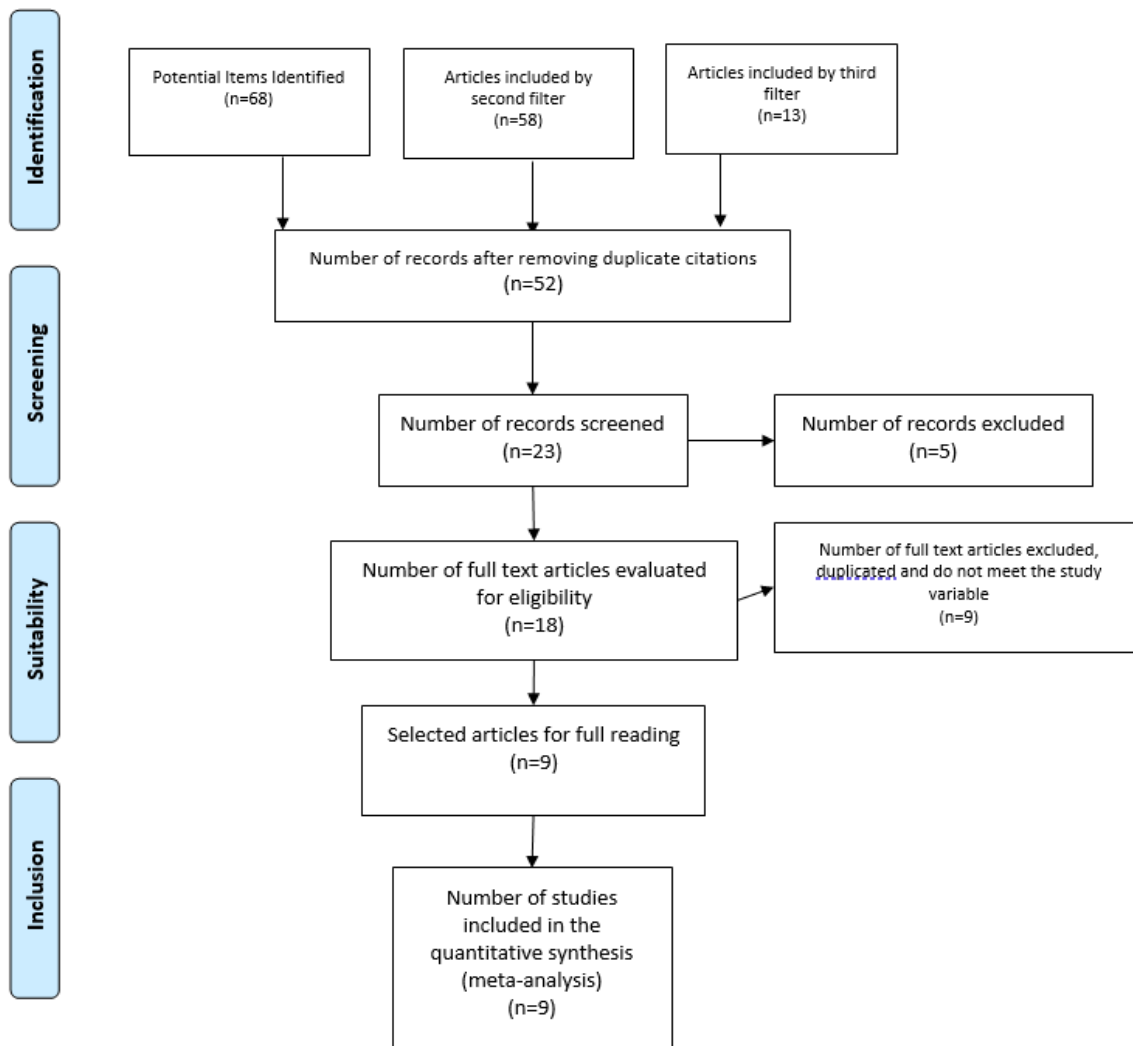 Identification
Potential Items Identified
(n=68)
Articles included by
second filter
(n=58)
Articles included by third
filter
(n=13)
Number of records after removing duplicate citations
(n=52)
Screening
Number of records screened
(n=23)
Number of records excluded
(n=5)
Suitability
Number of full text articles evaluated
for eligibility
(n=18)
Number of full text articles excluded,
duplicated and do not meet the study
variable
(n=9)
Selected articles for full reading
(n=9)
Inclusion
Number of studies
included in the
quantitative synthesis
(meta-analysis)
(n=9)